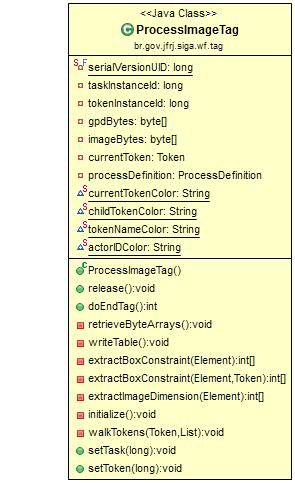 <<Java Class>>
ProcessImageTag
br.gov.jfrj.siga.wf.tag
serialVersionUID: long
taskInstanceId: long
tokenInstanceId: long
gpdBytes: byte[]
imageBytes: byte[]
currentToken: Token
processDefinition: ProcessDefinition
currentTokenColor: String
childTokenColor: String
tokenNameColor: String
actorIDColor: String
ProcessImageTag()
release():void
doEndTag():int
retrieveByteArrays():void
writeTable():void
extractBoxConstraint(Element):int[]
extractBoxConstraint(Element,Token):int[]
extractImageDimension(Element):int[]
initialize():void
walkTokens(Token,List):void
setTask(long):void
setToken(long):void